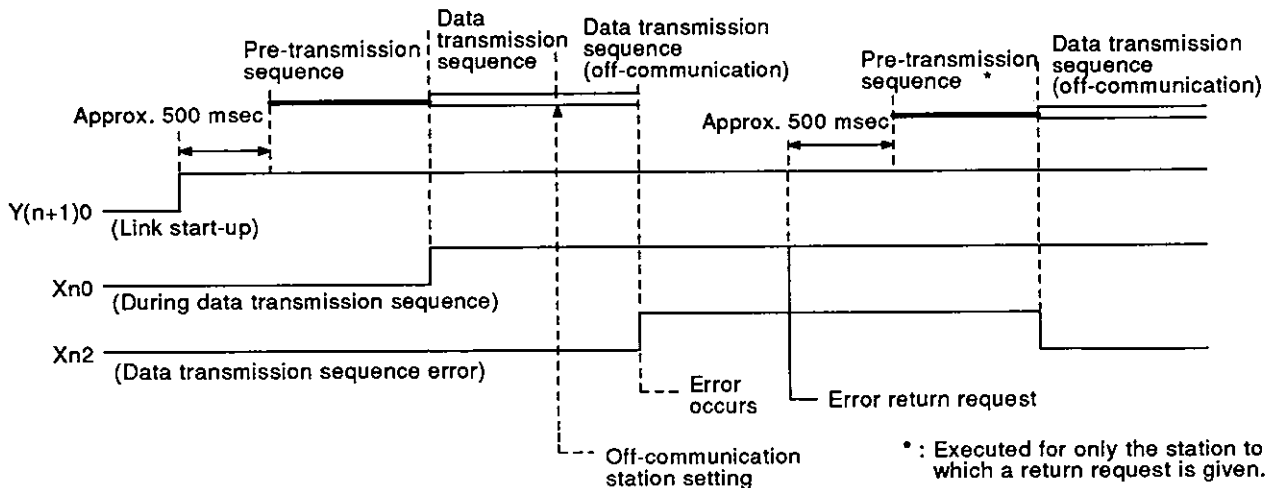 Data
transmission
sequence
Data transmission
sequence
(off-communication)
Pre-transmission
sequence
Pre-transmission
sequence *
Data transmission
sequence
(off-communication)
Approx. 500 msec
Approx. 500 msec
Y(n+1)0
(Link start-up)
Xn0
(During data transmission sequence)
Xn2
(Data transmission sequence error)
Error
occurs
Error return request
Off-communication
station setting
* : Executed for only the station to
which a return request is given.